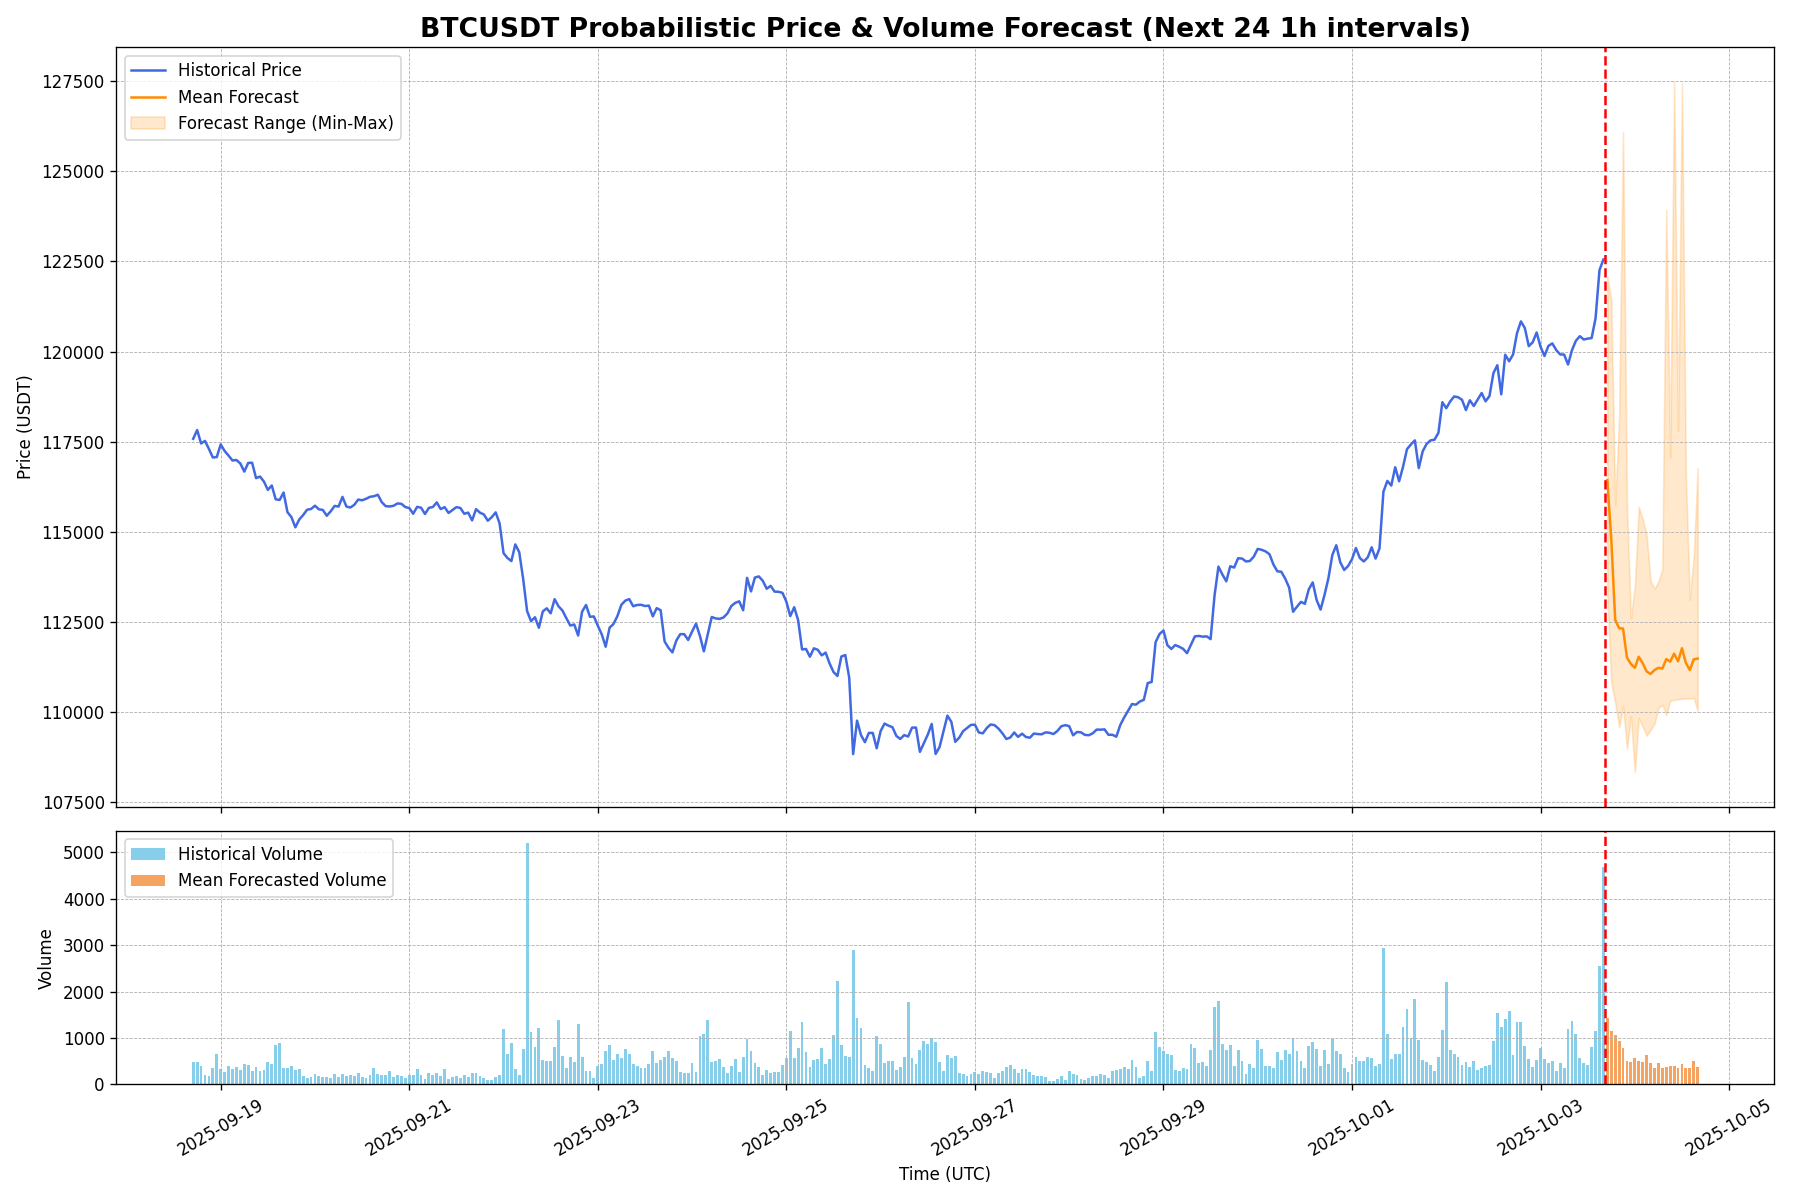 BTCUSDT Probabilistic Price & Volume Forecast (Next 24 1h intervals)
Historical Price
Mean Forecast
Forecast Range (Min-Max)
127500
125000
122500
120000
117500
115000
112500
110000
107500
Price (USDT)
Historical Volume
Mean Forecasted Volume
5000
4000
3000
2000
1000
0
Volume
2025-09-19
2025-09-21
2025-09-23
2025-09-25
2025-09-27
2025-09-29
2025-10-01
2025-10-03
2025-10-05
Time (UTC)